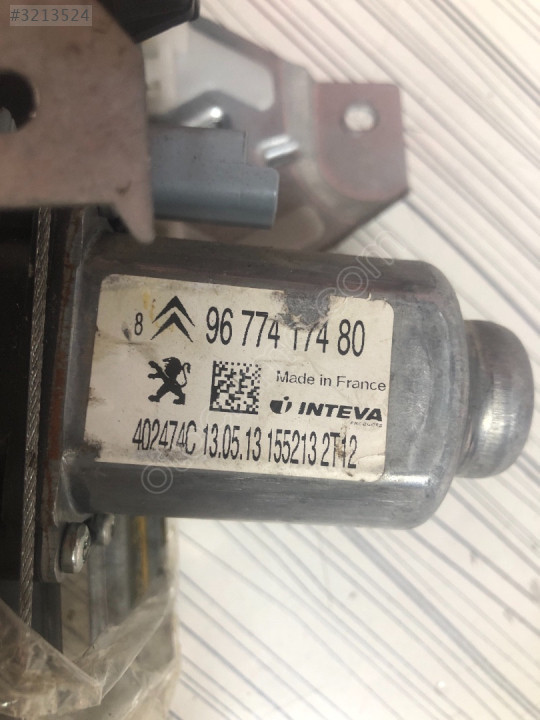 #3213524
8 96 774 174 80
Made in France
INTEVA
402474C 13.05.13 155213 2T12